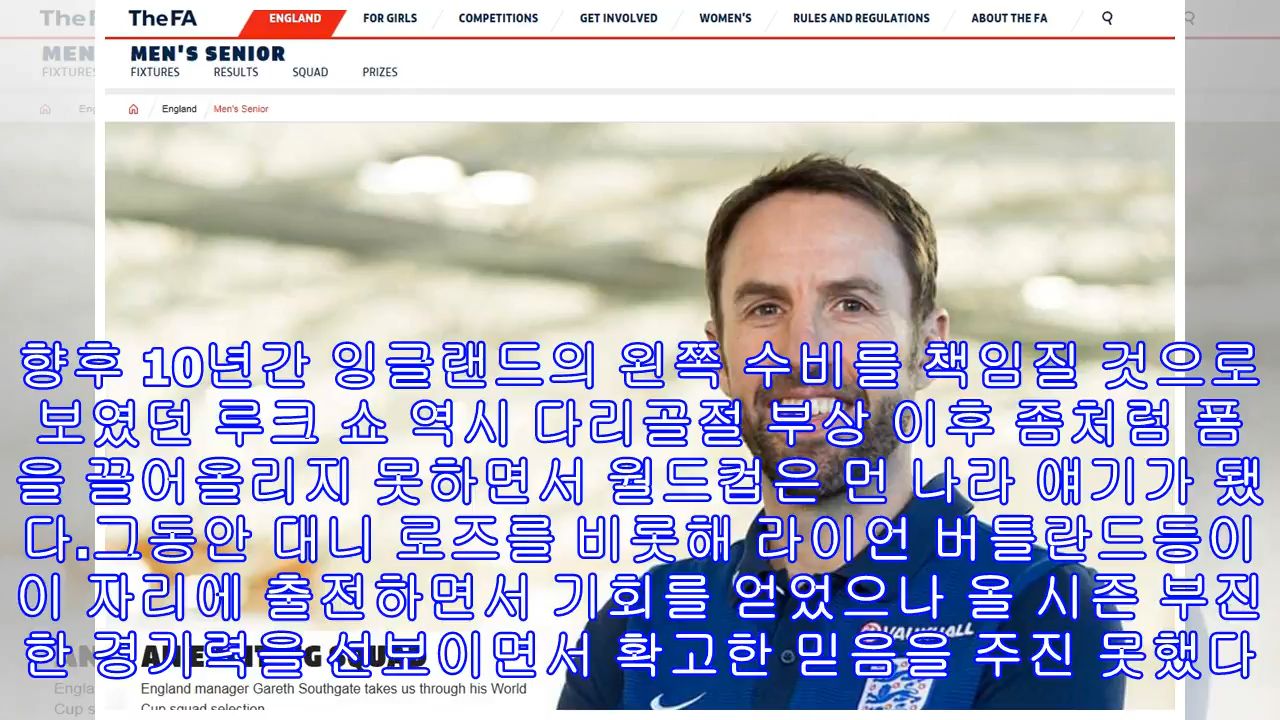 TheFA
ENGLAND
FOR GIRLS
COMPETITIONS
GET INVOLVED
WOMEN'S
RULES AND REGULATIONS
ABOUT THE FA
MEN'S SENIOR
FIXTURES
RESULTS
SQUAD
PRIZES
England
Men's Senior
향후 10년간 잉글랜드의 왼쪽 수비를 책임질 것으로
보였던 루크 쇼 역시 다리골절 부상 이후 좀처럼 폼
을 끌어올리지 못하면서 월드컵은 먼 나라 얘기가 됐
다.그동안 대니 로즈를 비롯해 라이언 버틀란드등이
이 자리에 출전하면서 기회를 얻었으나 올 시즌 부진
한 경기력을 선보이면서 확고한 믿음을 주진 못했다
VAUXHALL
England manager Gareth Southgate takes us through his World
Cup squad selection